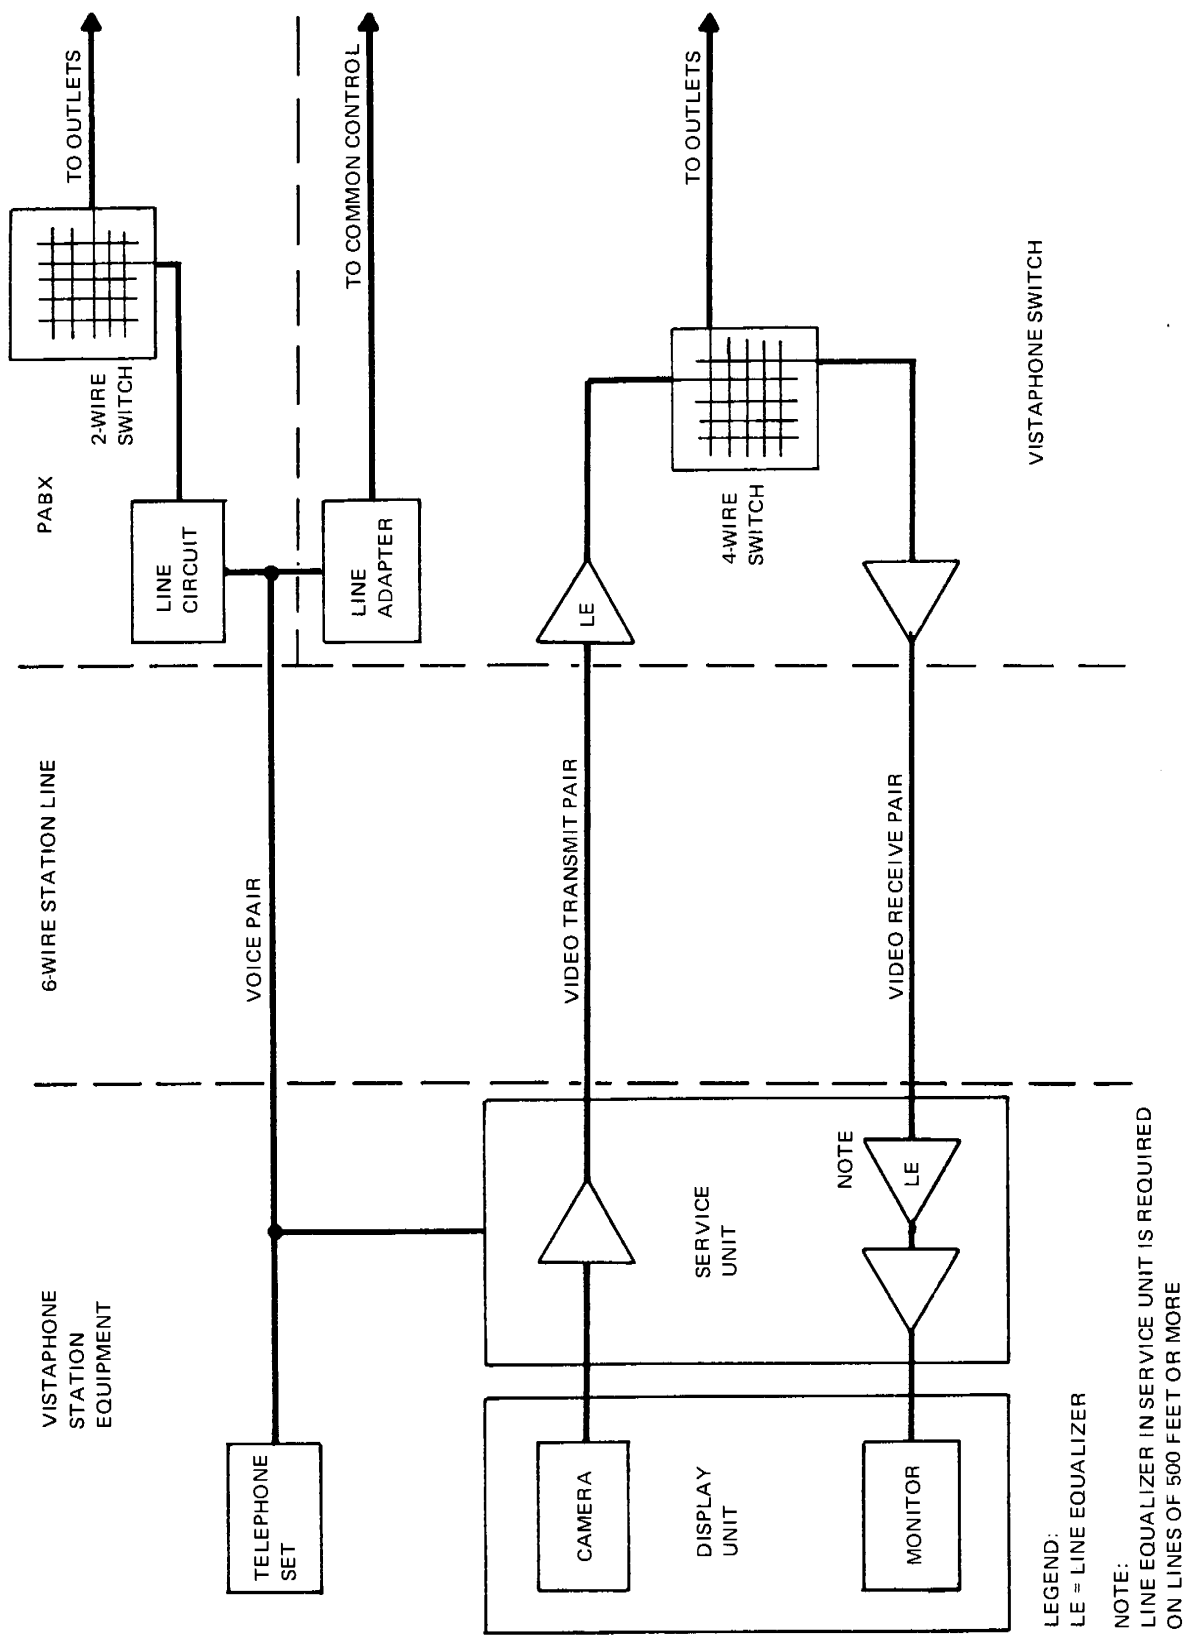 VISTAPHONE
STATION
EQUIPMENT
6-WIRE STATION LINE
PABX
2-WIRE
SWITCH
TO OUTLETS
LINE
CIRCUIT
TELEPHONE
SET
VOICE PAIR
LINE
ADAPTER
TO COMMON CONTROL
CAMERA
VIDEO TRANSMIT PAIR
LE
DISPLAY
UNIT
SERVICE
UNIT
4-WIRE
SWITCH
TO OUTLETS
NOTE
MONITOR
LE
VIDEO RECEIVE PAIR
VISTAPHONE SWITCH
LEGEND:
LE = LINE EQUALIZER
NOTE:
LINE EQUALIZER IN SERVICE UNIT IS REQUIRED
ON LINES OF 500 FEET OR MORE